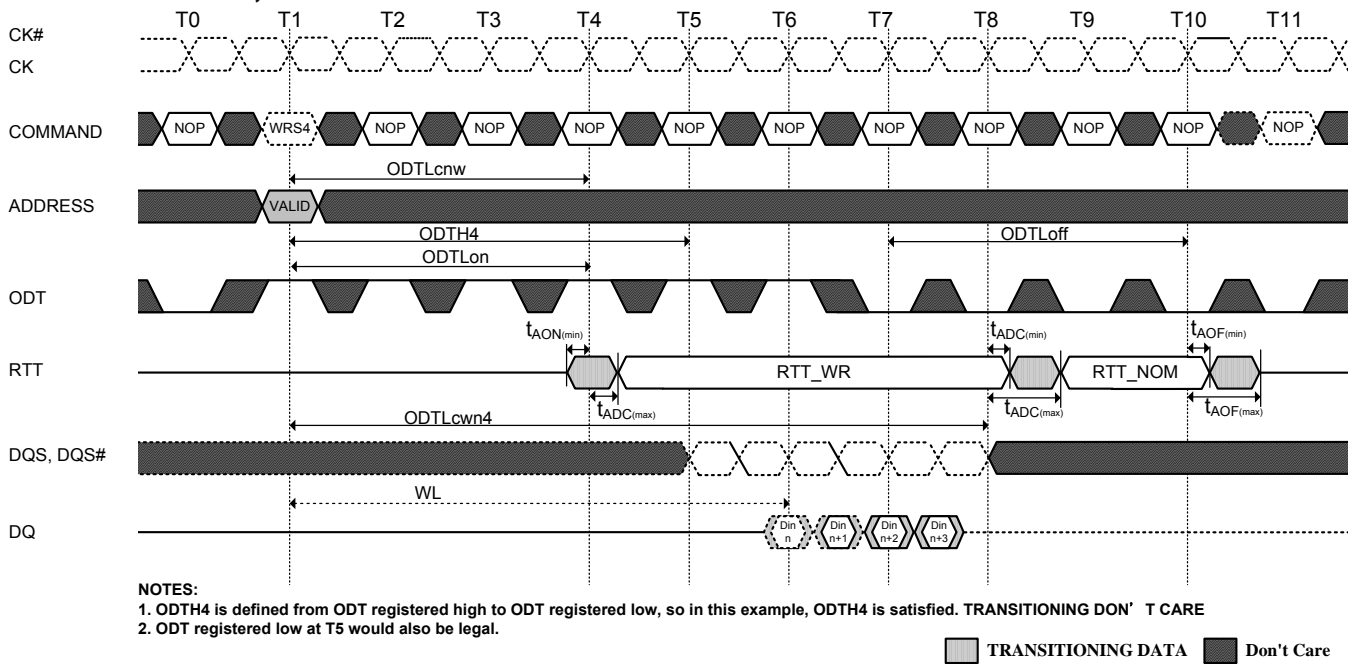 T0 T1 T2 T3 T4 T5 T6 T7 T8 T9 T10 T11
CK#
CK
COMMAND NOP WRS4 NOP NOP NOP NOP NOP NOP NOP NOP NOP NOP
ODTLcnw
ADDRESS VALID
ODTH4 ODTLoff
ODTLon
ODT
tAON(min) tADC(min) tAOF(min)
RTT RTT_WR RTT_NOM
tADC(max) tADC(max) tAOF(max)
ODTLcwn4
DQS, DQS#
WL
DQ Din n Din n+1 Din n+2 Din n+3
NOTES:
1. ODTH4 is defined from ODT registered high to ODT registered low, so in this example, ODTH4 is satisfied. TRANSITIONING DON' T CARE
2. ODT registered low at T5 would also be legal.
TRANSITIONING DATA Don't Care